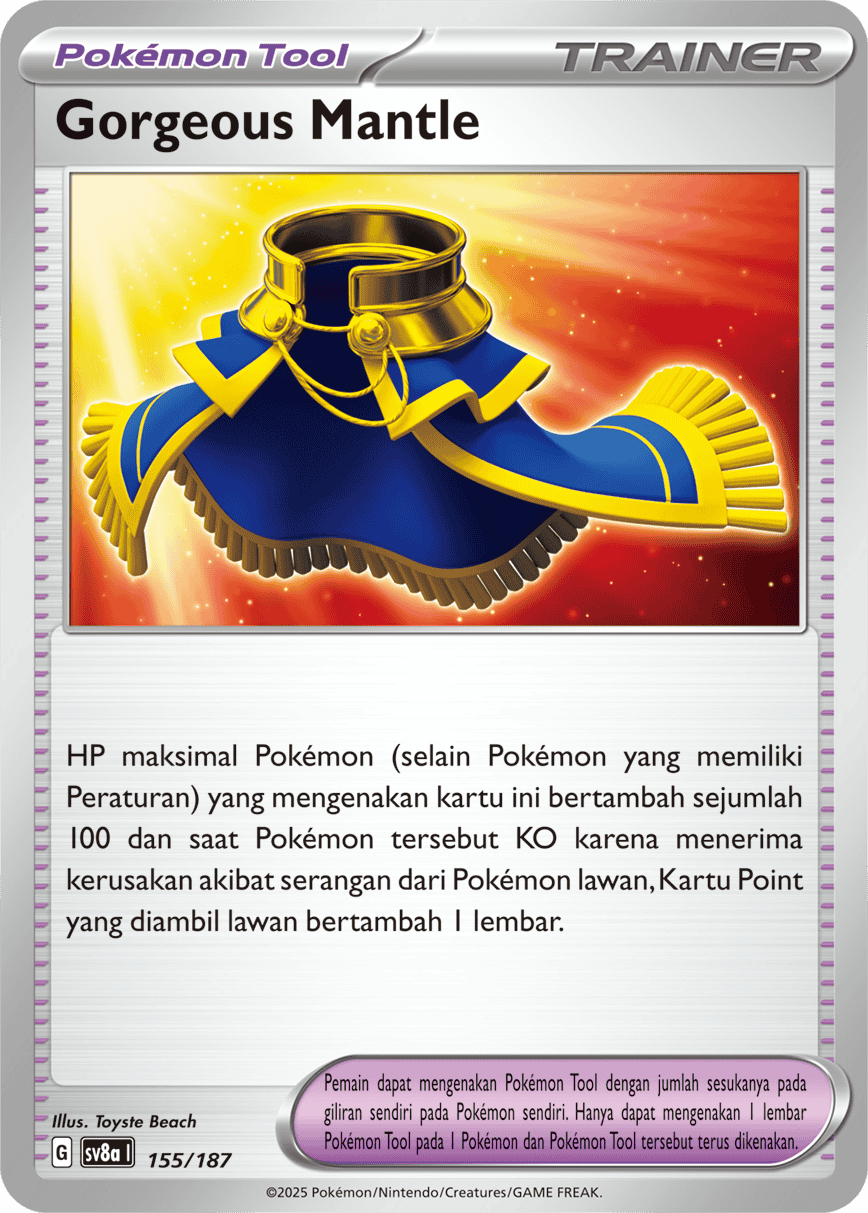 Pokémon Tool
TRAINER
Gorgeous Mantle
HP maksimal Pokémon (selain Pokémon yang memiliki
Peraturan) yang mengenakan kartu ini bertambah sejumlah
100 dan saat Pokémon tersebut KO karena menerima
kerusakan akibat serangan dari Pokémon lawan, Kartu Point
yang diambil lawan bertambah 1 lembar.
Pemain dapat mengenakan Pokémon Tool dengan jumlah sesukanya pada
giliran sendiri pada Pokémon sendiri. Hanya dapat mengenakan 1 lembar
Pokémon Tool pada 1 Pokémon dan Pokémon Tool tersebut terus dikenakan.
Illus. Toyste Beach
G sv8a I 155/187
©2025 Pokémon/Nintendo/Creatures/GAME FREAK.